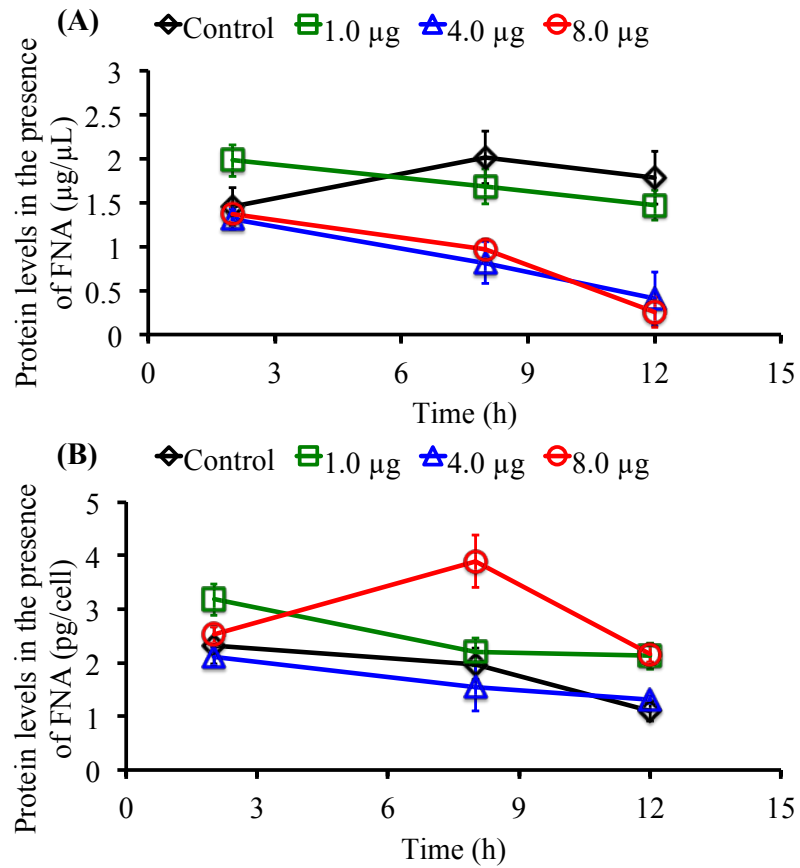 (A)
Control 1.0 µg 4.0 µg 8.0 µg
Protein levels in the presence
of FNA (µg/µL)
3
2.5
2
1.5
1
0.5
0
0 3 6 9 12 15
Time (h)
(B)
Control 1.0 µg 4.0 µg 8.0 µg
Protein levels in the presence
of FNA (pg/cell)
5
4
3
2
1
0
0 3 6 9 12 15
Time (h)